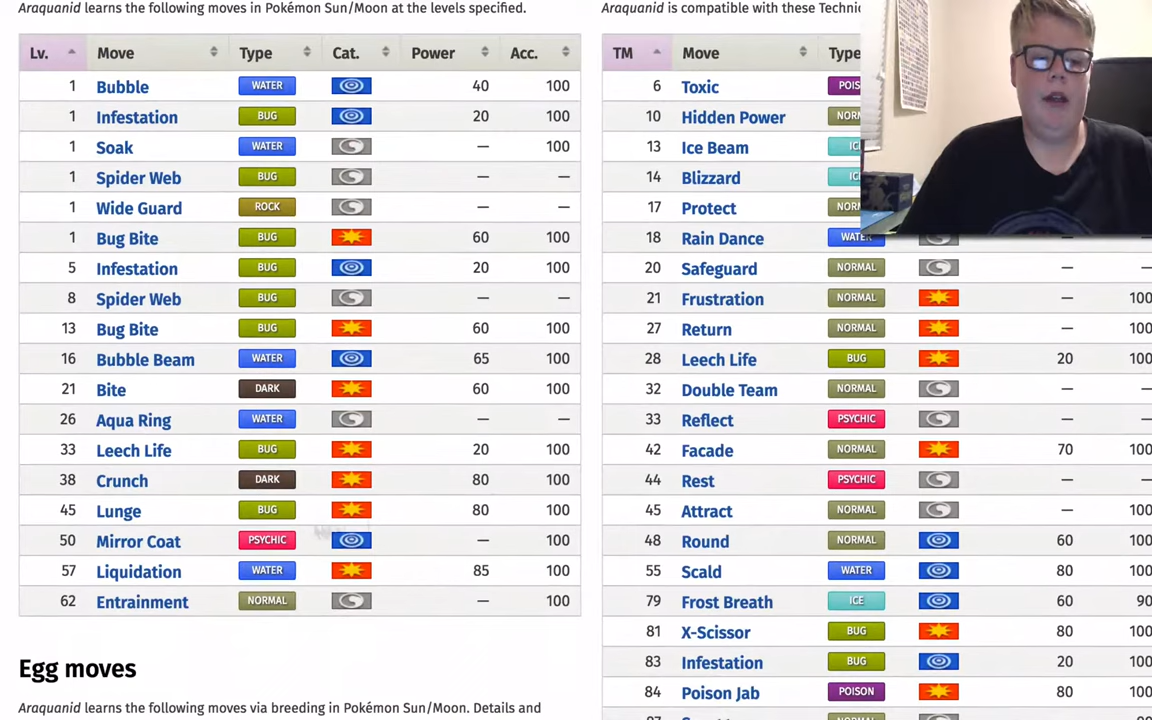 Araquanid learns the following moves in Pokémon Sun/Moon at the levels specified.
Lv. Move Type Cat. Power Acc.
1 Bubble WATER 40 100
1 Infestation BUG 20 100
1 Soak WATER — 100
1 Spider Web BUG — —
1 Wide Guard ROCK — —
1 Bug Bite BUG 60 100
5 Infestation BUG 20 100
8 Spider Web BUG — —
13 Bug Bite BUG 60 100
16 Bubble Beam WATER 65 100
21 Bite DARK 60 100
26 Aqua Ring WATER — —
33 Leech Life BUG 20 100
38 Crunch DARK 80 100
45 Lunge BUG 80 100
50 Mirror Coat PSYCHIC — 100
57 Liquidation WATER 85 100
62 Entrainment NORMAL — 100
Egg moves
Araquanid learns the following moves via breeding in Pokémon Sun/Moon. Details and
Araquanid is compatible with these Technic
TM Move Type
6 Toxic POIS
10 Hidden Power NOR
13 Ice Beam ICE
14 Blizzard ICE
17 Protect NOR
18 Rain Dance WATER — —
20 Safeguard NORMAL — —
21 Frustration NORMAL — 100
27 Return NORMAL — 100
28 Leech Life BUG 20 100
32 Double Team NORMAL — —
33 Reflect PSYCHIC — —
42 Facade NORMAL 70 100
44 Rest PSYCHIC — —
45 Attract NORMAL — 100
48 Round NORMAL 60 100
55 Scald WATER 80 100
79 Frost Breath ICE 60 90
81 X-Scissor BUG 80 100
83 Infestation BUG 20 100
84 Poison Jab POISON 80 100